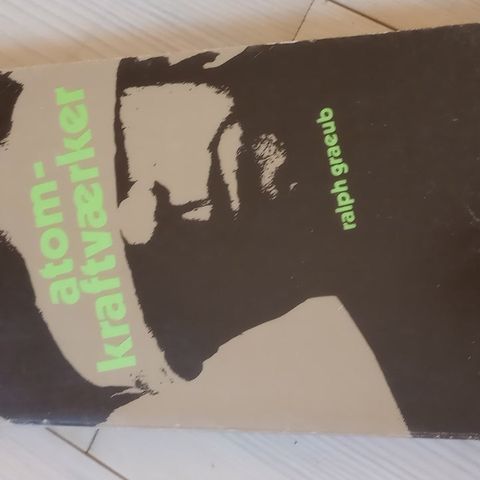 atom-
kraftværker
ralph graeub